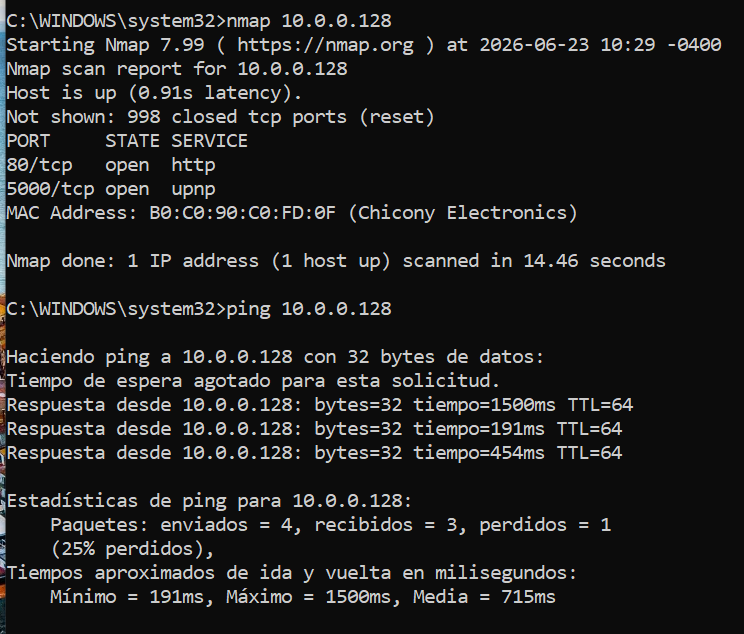 C:\WINDOWS\system32>nmap 10.0.0.128
Starting Nmap 7.99 ( https://nmap.org ) at 2026-06-23 10:29 -0400
Nmap scan report for 10.0.0.128
Host is up (0.91s latency).
Not shown: 998 closed tcp ports (reset)
PORT     STATE SERVICE
80/tcp   open  http
5000/tcp open  upnp
MAC Address: B0:C0:90:C0:FD:0F (Chicony Electronics)
Nmap done: 1 IP address (1 host up) scanned in 14.46 seconds
C:\WINDOWS\system32>ping 10.0.0.128
Haciendo ping a 10.0.0.128 con 32 bytes de datos:
Tiempo de espera agotado para esta solicitud.
Respuesta desde 10.0.0.128: bytes=32 tiempo=1500ms TTL=64
Respuesta desde 10.0.0.128: bytes=32 tiempo=191ms TTL=64
Respuesta desde 10.0.0.128: bytes=32 tiempo=454ms TTL=64
Estadísticas de ping para 10.0.0.128:
    Paquetes: enviados = 4, recibidos = 3, perdidos = 1
    (25% perdidos),
Tiempos aproximados de ida y vuelta en milisegundos:
    Mínimo = 191ms, Máximo = 1500ms, Media = 715ms